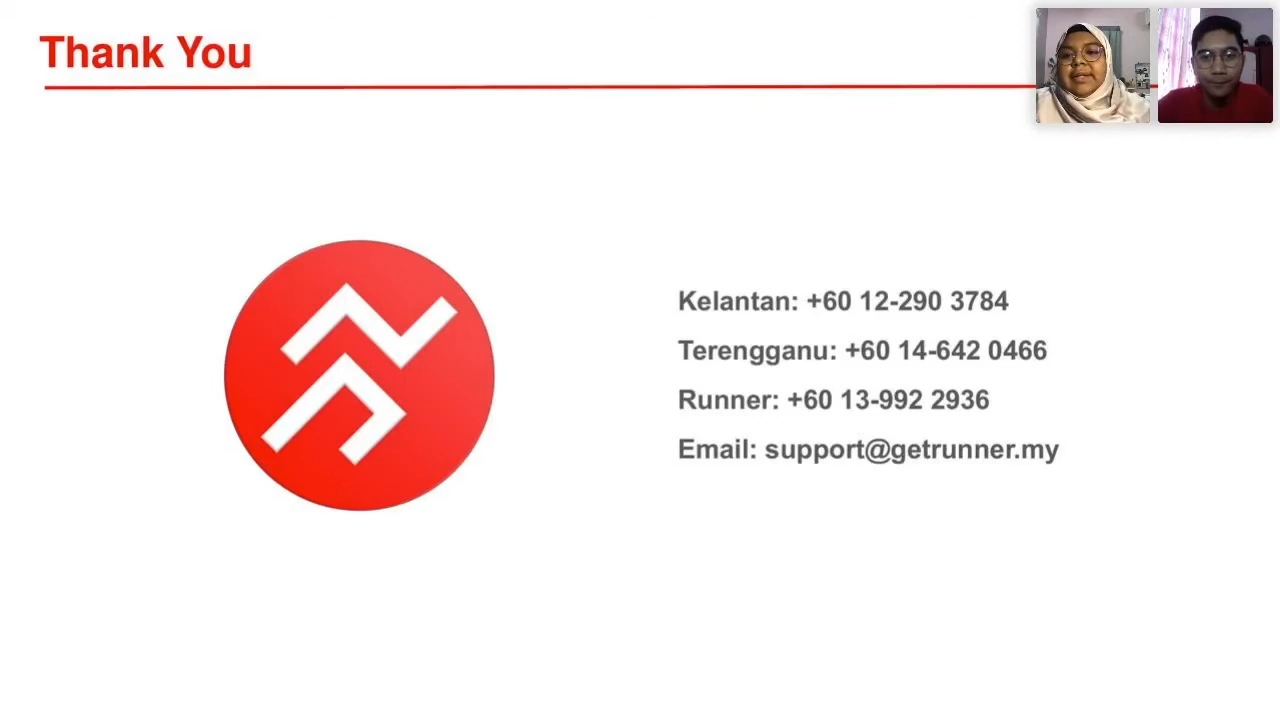 Thank You
Kelantan: +60 12-290 3784
Terengganu: +60 14-642 0466
Runner: +60 13-992 2936
Email: support@getrunner.my